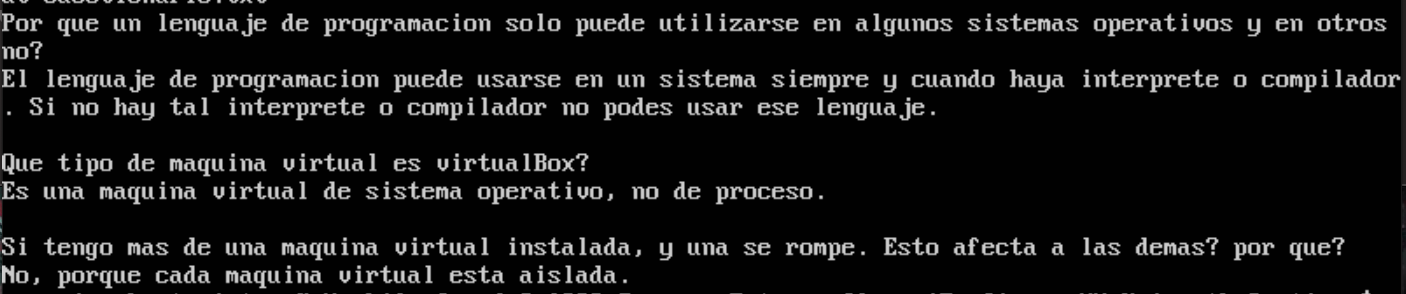 Por que un lenguaje de programacion solo puede utilizarse en algunos sistemas operativos y en otros
no?
El lenguaje de programacion puede usarse en un sistema siempre y cuando haya interprete o compilador
. Si no hay tal interprete o compilador no podes usar ese lenguaje.
Que tipo de maquina virtual es virtualBox?
Es una maquina virtual de sistema operativo, no de proceso.
Si tengo mas de una maquina virtual instalada, y una se rompe. Esto afecta a las demas? por que?
No, porque cada maquina virtual esta aislada.